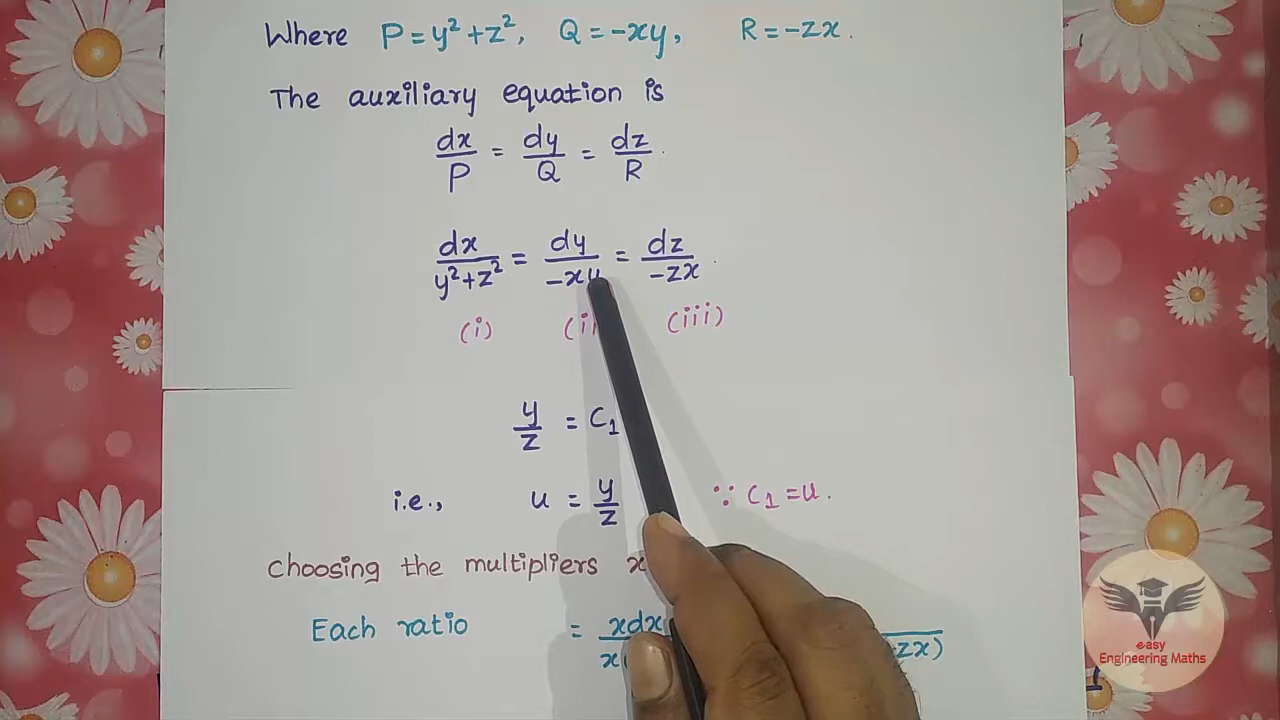 Where P = y² + z², Q = -xy, R = -zx.
The auxiliary equation is
dx/P = dy/Q = dz/R.
dx/(y²+z²) = dy/-xy = dz/-zx.
(i) (ii (iii)
y/z = C₁
i.e., u = y/z ∵ C₁ = u.
choosing the multipliers x
Each ratio = xdx/x( zx)
easy
Engineering Maths